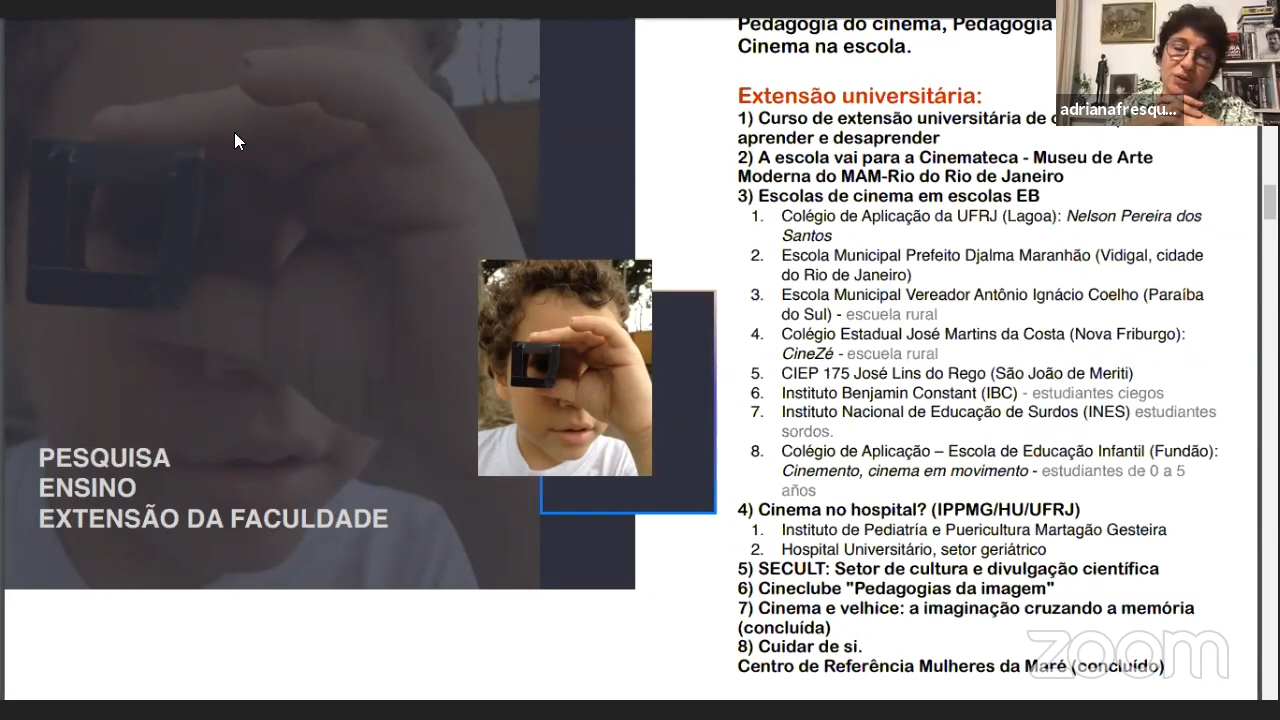 Pedagogia do cinema, Pedagogia
Cinema na escola.
adrianafresqu...
Extensão universitária:
1) Curso de extensão universitária de
aprender e desaprender
2) A escola vai para a Cinemateca - Museu de Arte
Moderna do MAM-Rio do Rio de Janeiro
3) Escolas de cinema em escolas EB
1. Colégio de Aplicação da UFRJ (Lagoa): Nelson Pereira dos
Santos
2. Escola Municipal Prefeito Djalma Maranhão (Vidigal, cidade
do Rio de Janeiro)
3. Escola Municipal Vereador Antônio Ignácio Coelho (Paraíba
do Sul) - escuela rural
4. Colégio Estadual José Martins da Costa (Nova Friburgo):
CineZé - escuela rural
5. CIEP 175 José Lins do Rego (São João de Meriti)
6. Instituto Benjamin Constant (IBC) - estudiantes ciegos
7. Instituto Nacional de Educação de Surdos (INES) estudiantes
sordos.
8. Colégio de Aplicação – Escola de Educação Infantil (Fundão):
Cinemento, cinema em movimento - estudiantes de 0 a 5
años
4) Cinema no hospital? (IPPMG/HU/UFRJ)
1. Instituto de Pediatría e Puericultura Martagão Gesteira
2. Hospital Universitário, setor geriátrico
5) SECULT: Setor de cultura e divulgação científica
6) Cineclube "Pedagogias da imagem"
7) Cinema e velhice: a imaginação cruzando a memória
(concluída)
8) Cuidar de si.
Centro de Referência Mulheres da Maré (concluído)
PESQUISA
ENSINO
EXTENSÃO DA FACULDADE
zoom